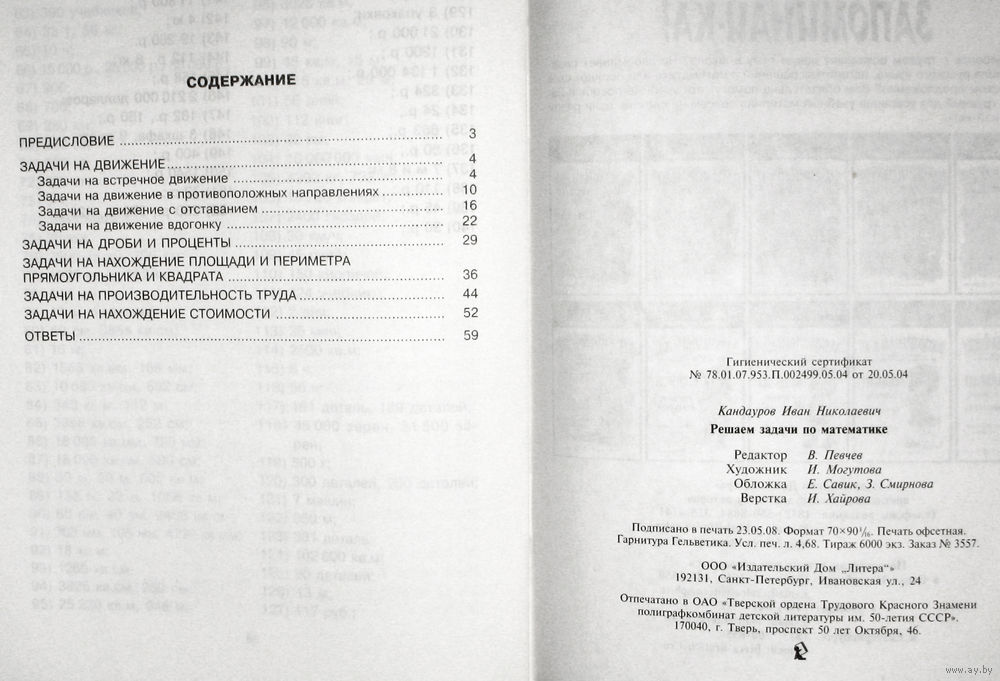 СОДЕРЖАНИЕ
ПРЕДИСЛОВИЕ ........ 3
ЗАДАЧИ НА ДВИЖЕНИЕ ........ 4
Задачи на встречное движение ........ 4
Задачи на движение в противоположных направлениях ........ 10
Задачи на движение с отставанием ........ 16
Задачи на движение вдогонку ........ 22
ЗАДАЧИ НА ДРОБИ И ПРОЦЕНТЫ ........ 29
ЗАДАЧИ НА НАХОЖДЕНИЕ ПЛОЩАДИ И ПЕРИМЕТРА
ПРЯМОУГОЛЬНИКА И КВАДРАТА ........ 36
ЗАДАЧИ НА ПРОИЗВОДИТЕЛЬНОСТЬ ТРУДА ........ 44
ЗАДАЧИ НА НАХОЖДЕНИЕ СТОИМОСТИ ........ 52
ОТВЕТЫ ........ 59
Гигиенический сертификат
№ 78.01.07.953.П.002499.05.04 от 20.05.04
Кандауров Иван Николаевич
Решаем задачи по математике
Редактор В. Певчев
Художник И. Могутова
Обложка Е. Савик, З. Смирнова
Верстка И. Хайрова
Подписано в печать 23.05.08. Формат 70×90 1/16. Печать офсетная.
Гарнитура Гельветика. Усл. печ. л. 4,68. Тираж 6000 экз. Заказ № 3557.
ООО «Издательский Дом „Литера“»
192131, Санкт-Петербург, Ивановская ул., 24
Отпечатано в ОАО «Тверской ордена Трудового Красного Знамени
полиграфкомбинат детской литературы им. 50-летия СССР».
170040, г. Тверь, проспект 50 лет Октября, 46.
www.ay.by